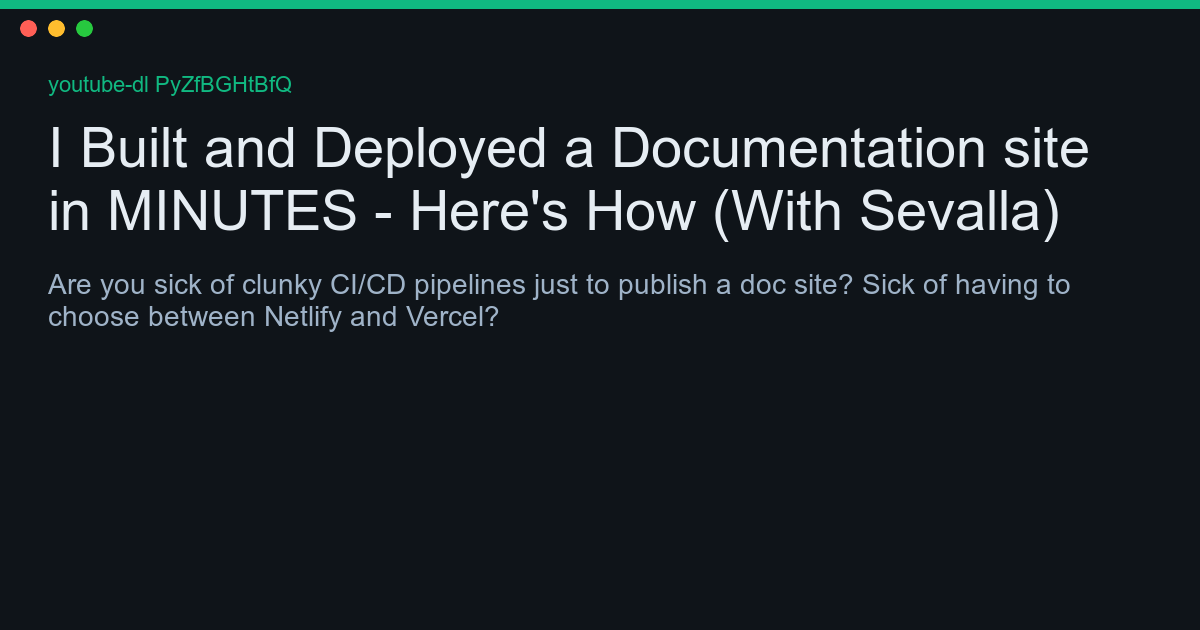 youtube-dl PyZfBGHtBfQ
I Built and Deployed a Documentation site
in MINUTES - Here's How (With Sevalla)
Are you sick of clunky CI/CD pipelines just to publish a doc site? Sick of having to
choose between Netlify and Vercel?